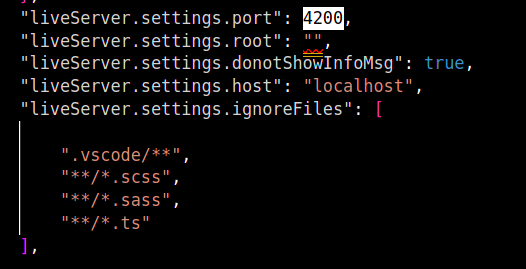 ],
"liveServer.settings.port": 4200,
"liveServer.settings.root": "",
"liveServer.settings.donotShowInfoMsg": true,
"liveServer.settings.host": "localhost",
"liveServer.settings.ignoreFiles": [
".vscode/**",
"**/*.scss",
"**/*.sass",
"**/*.ts"
],